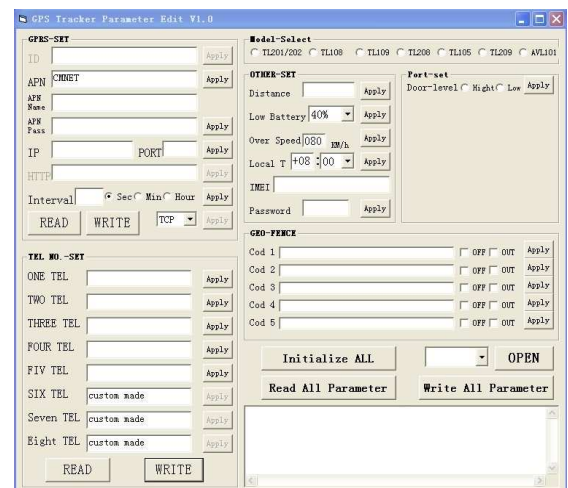 GPS Tracker Parameter Edit V1.0
GPRS-SET
ID Apply
APN CMNET Apply
APN Name
APN Pass Apply
IP PORT Apply
HTTP Apply
Interval Sec Min Hour Apply
READ WRITE TCP Apply
TEL NO.-SET
ONE TEL Apply
TWO TEL Apply
THREE TEL Apply
FOUR TEL Apply
FIV TEL Apply
SIX TEL custom made Apply
Seven TEL custom made Apply
Eight TEL custom made Apply
READ WRITE
Model-Select
TL201/202 TL108 TL109 TL208 TL105 TL209 AVL101
OTHER-SET
Distance Apply
Low Battery 40% Apply
Over Speed 080 KM/h Apply
Local T +08 : 00 Apply
IMEI
Password Apply
Port-set
Door-level Hight Low Apply
GEO-FENCE
Cod 1 OFF OUT Apply
Cod 2 OFF OUT Apply
Cod 3 OFF OUT Apply
Cod 4 OFF OUT Apply
Cod 5 OFF OUT Apply
Initialize ALL OPEN
Read All Parameter Write All Parameter